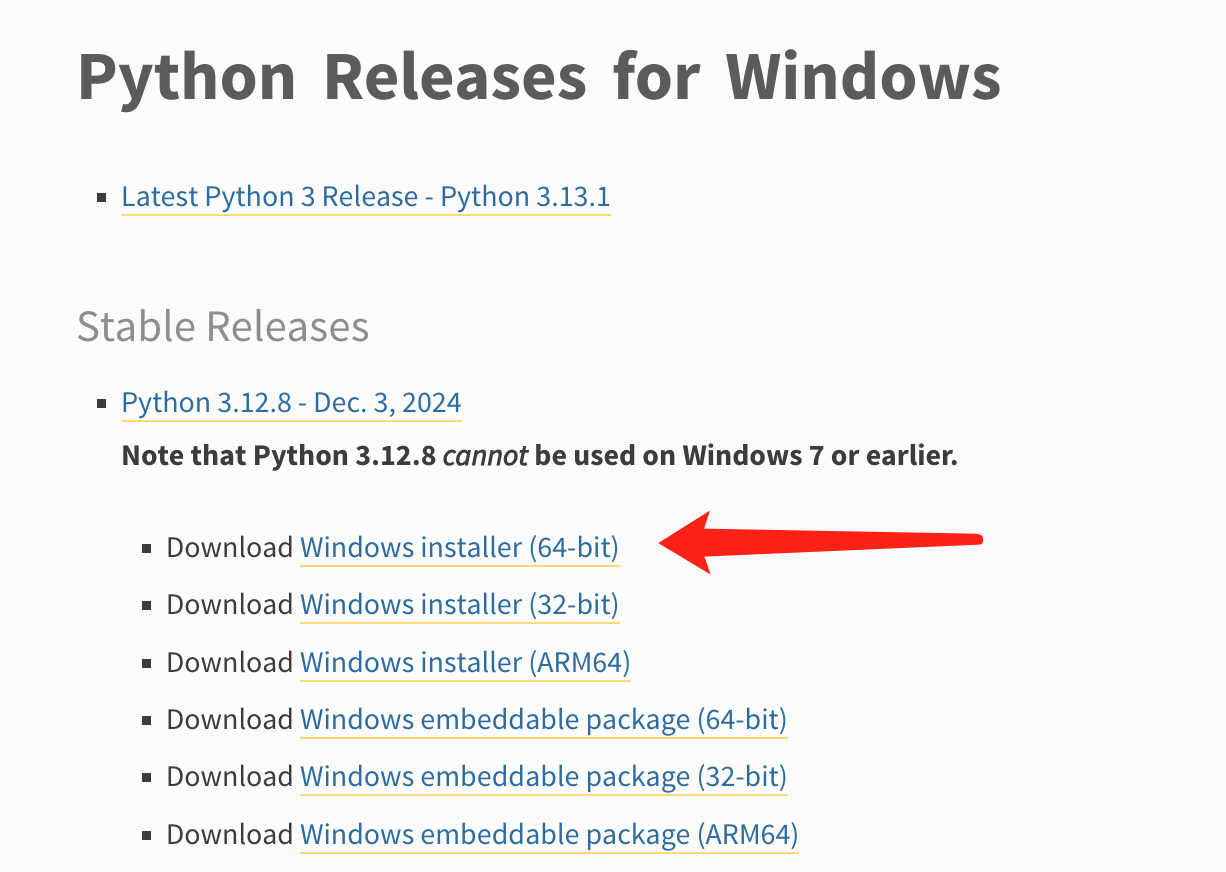 Python Releases for Windows
Latest Python 3 Release - Python 3.13.1
Stable Releases
Python 3.12.8 - Dec. 3, 2024
Note that Python 3.12.8 cannot be used on Windows 7 or earlier.
Download Windows installer (64-bit)
Download Windows installer (32-bit)
Download Windows installer (ARM64)
Download Windows embeddable package (64-bit)
Download Windows embeddable package (32-bit)
Download Windows embeddable package (ARM64)